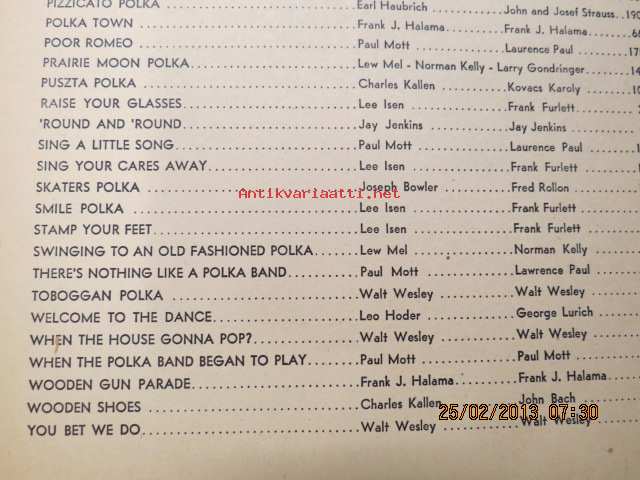 PIZZICATO POLKA Earl Haubrich John and Josef Strauss 190
POLKA TOWN Frank J. Halama Frank J. Halama 66
POOR ROMEO Paul Mott Laurence Paul 17
PRAIRIE MOON POLKA Lew Mel - Norman Kelly - Larry Gondringer 14
PUSZTA POLKA Charles Kallen Kovacs Karoly 10
RAISE YOUR GLASSES Lee Isen Frank Furlett
'ROUND AND 'ROUND Jay Jenkins Jay Jenkins
SING A LITTLE SONG Paul Mott Laurence Paul 1
SING YOUR CARES AWAY Lee Isen Frank Furlett 1
SKATERS POLKA Joseph Bowler Fred Rollon
Antikvariaatti.net
SMILE POLKA Lee Isen Frank Furlett
STAMP YOUR FEET Lee Isen Frank Furlett
SWINGING TO AN OLD FASHIONED POLKA Lew Mel Norman Kelly
THERE'S NOTHING LIKE A POLKA BAND Paul Mott Lawrence Paul
TOBOGGAN POLKA Walt Wesley Walt Wesley
WELCOME TO THE DANCE Leo Hoder George Lurich
WHEN THE HOUSE GONNA POP? Walt Wesley Walt Wesley
WHEN THE POLKA BAND BEGAN TO PLAY Paul Mott Paul Mott
WOODEN GUN PARADE Frank J. Halama Frank J. Halama
WOODEN SHOES Charles Kallen John Bach
25/02/2013 07:30
YOU BET WE DO Walt Wesley Walt Wesley